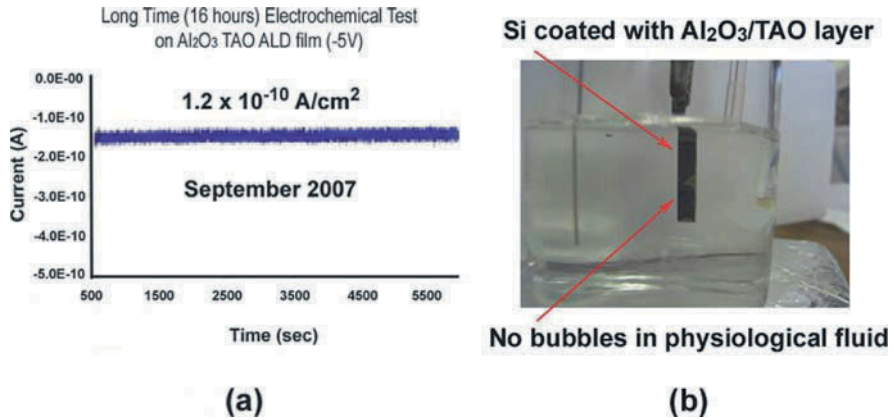 Long Time (16 hours) Electrochemical Test
on Al₂O₃ TAO ALD film (-5V)
0.0E-00
-1.0E-10
-2.0E-10
-3.0E-10
-4.0E-10
-5.0E-10
Current (A)
1.2 x 10⁻¹⁰ A/cm²
September 2007
500 1500 2500 3500 4500 5500
Time (sec)
(a)
Si coated with Al₂O₃/TAO layer
No bubbles in physiological fluid
(b)